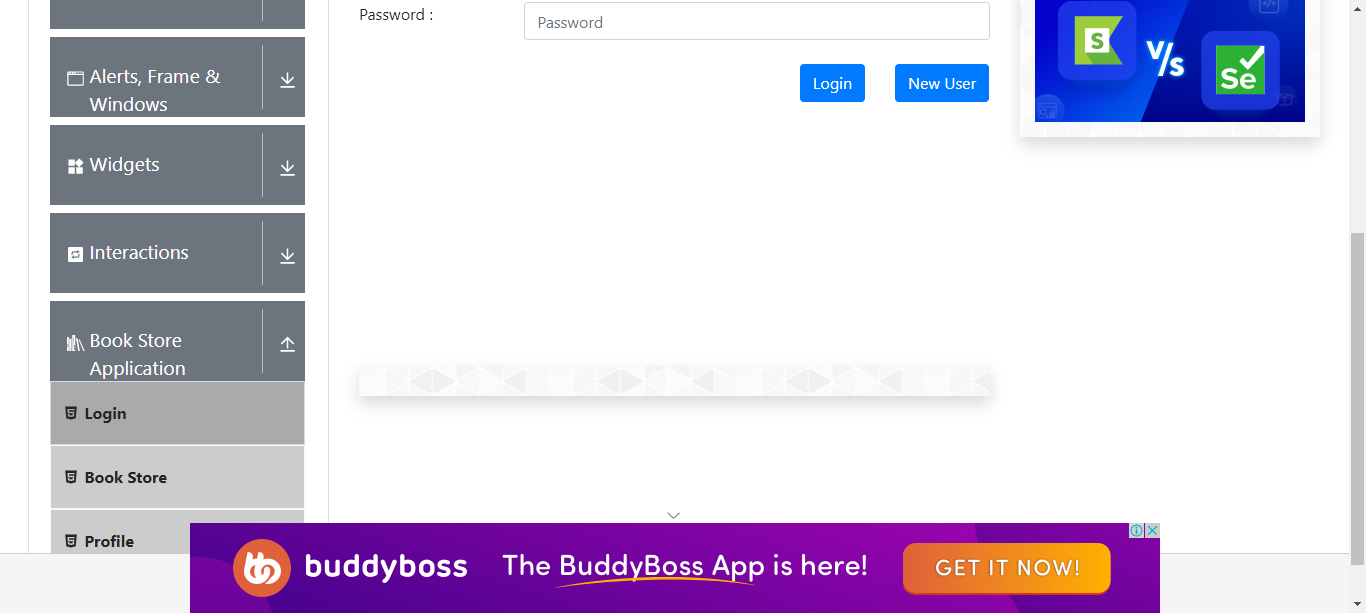 Password :
Password
Login
New User
S
V/s
Se
Alerts, Frame &
Windows
Widgets
Interactions
Book Store
Application
Login
Book Store
Profile
buddyboss
The BuddyBoss App is here!
GET IT NOW!